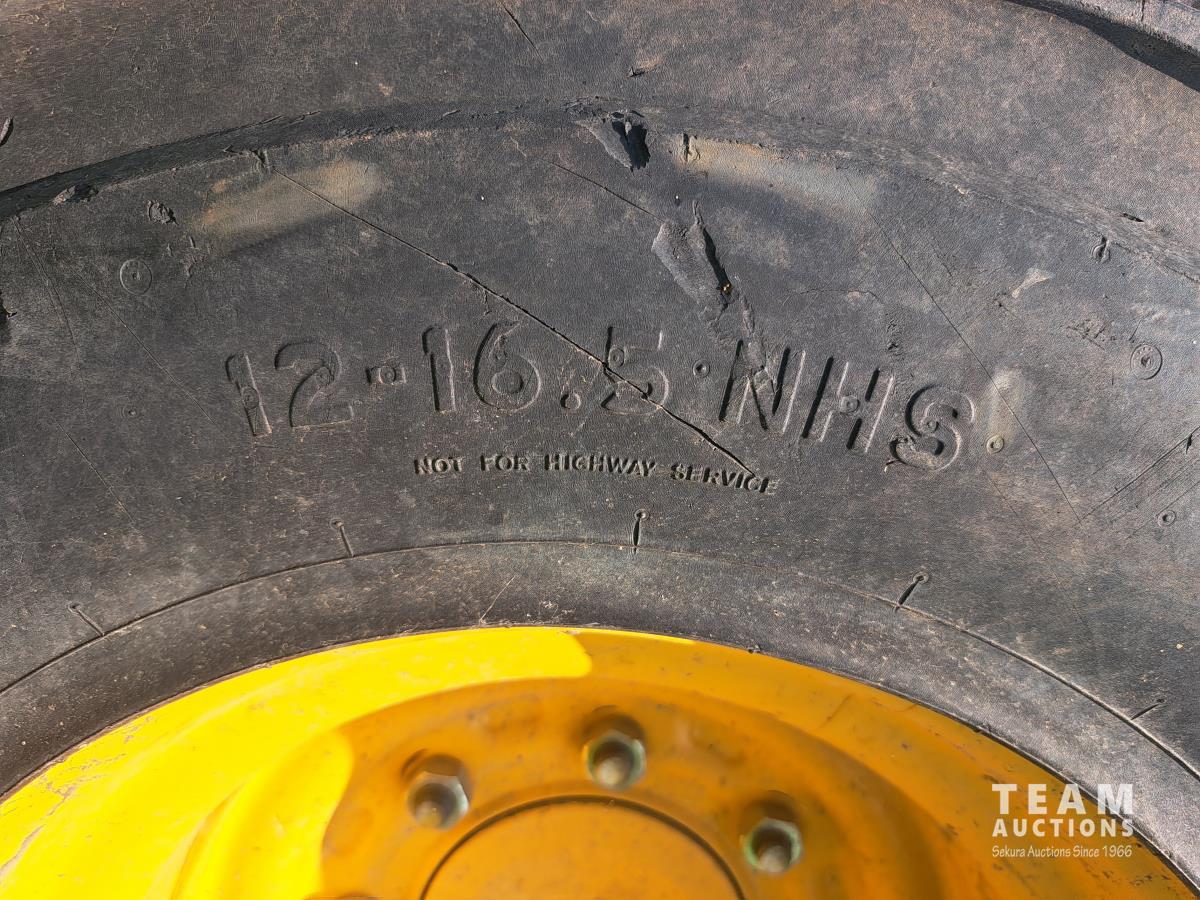 12-16.5 NHS
NOT FOR HIGHWAY SERVICE
TEAM
AUCTIONS
Sekura Auctions Since 1966